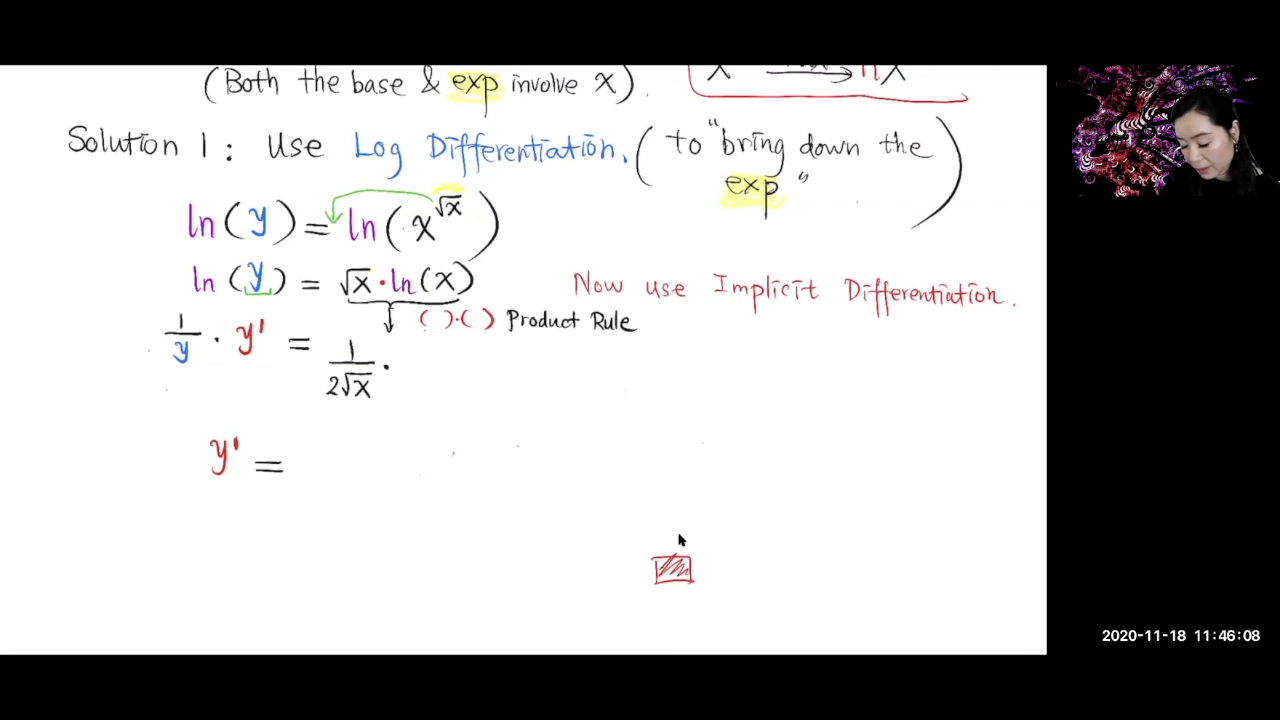 (Both the base & exp involve x).
Solution 1: Use Log Differentiation. (to "bring down the exp")
ln(y) = ln(x^√x)
ln(y) = √x · ln(x)
Now use Implicit Differentiation.
( )·( ) Product Rule
1/y · y' = 1/(2√x) ·
y' =
2020-11-18 11:46:08